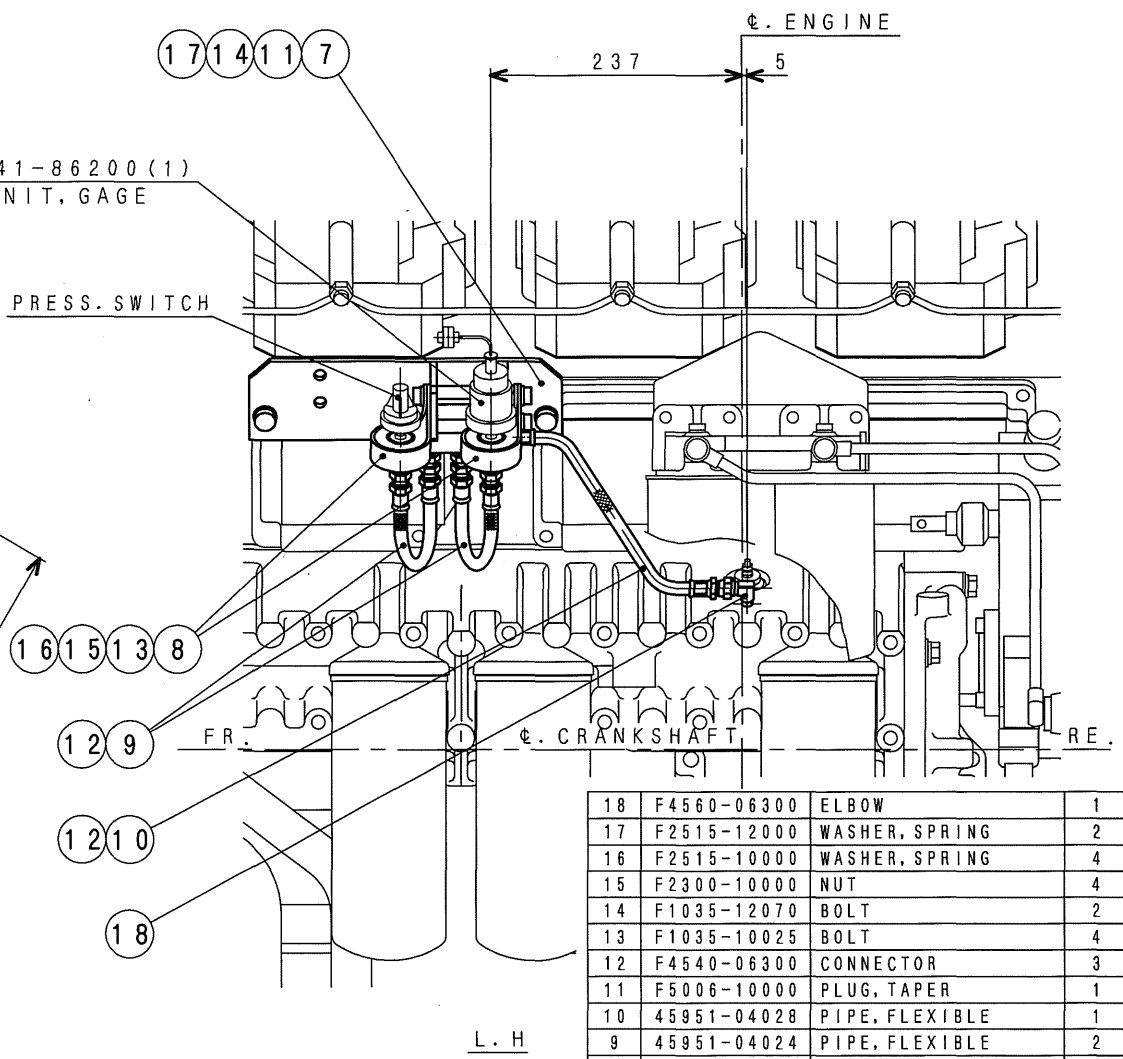 ℄. ENGINE
17 14 11 7
237
5
41-86200(1)
NIT, GAGE
PRESS. SWITCH
16 15 13 8
12 9
FR.
℄. CRANKSHAFT
RE.
12 10
18
18 F4560-06300 ELBOW 1
17 F2515-12000 WASHER, SPRING 2
16 F2515-10000 WASHER, SPRING 4
15 F2300-10000 NUT 4
14 F1035-12070 BOLT 2
13 F1035-10025 BOLT 4
12 F4540-06300 CONNECTOR 3
11 F5006-10000 PLUG, TAPER 1
10 45951-04028 PIPE, FLEXIBLE 1
9 45951-04024 PIPE, FLEXIBLE 2
L. H